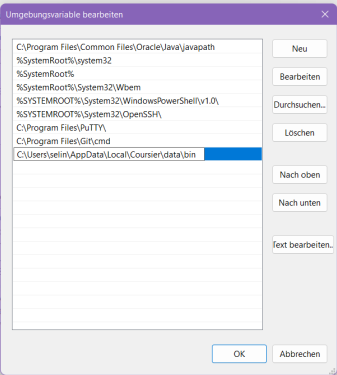 Umgebungsvariable bearbeiten
C:\Program Files\Common Files\Oracle\Java\javapath
%SystemRoot%\system32
%SystemRoot%
%SystemRoot%\System32\Wbem
%SYSTEMROOT%\System32\WindowsPowerShell\v1.0\
%SYSTEMROOT%\System32\OpenSSH\
C:\Program Files\PuTTY\
C:\Program Files\Git\cmd
C:\Users\selin\AppData\Local\Coursier\data\bin
Neu
Bearbeiten
Durchsuchen...
Löschen
Nach oben
Nach unten
Text bearbeiten...
OK
Abbrechen